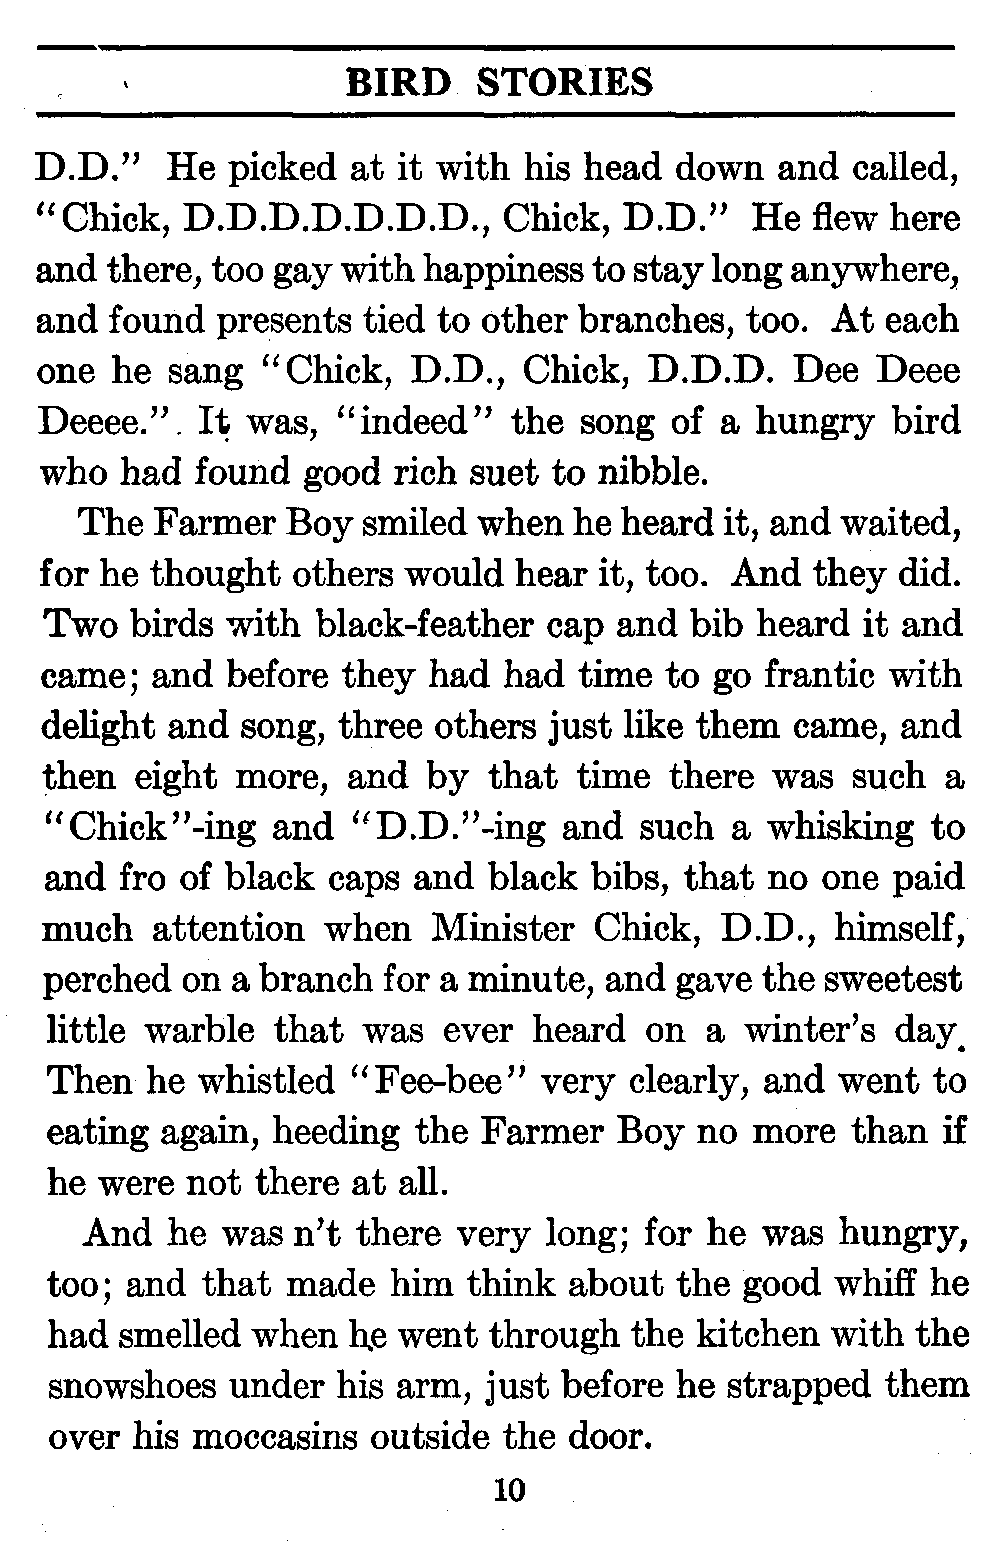 BIRD STORIES
D.D.” He picked at it with his head down and called,
“Chick, D.D.D.D.D.D.D., Chick, D.D.” He flew here
and there, too gay with happiness to stay long anywhere,
and found presents tied to other branches, too. At each
one he sang “Chick, D.D., Chick, D.D.D. Dee Deee
Deeee.” It was, “indeed” the song of a hungry bird
who had found good rich suet to nibble.
The Farmer Boy smiled when he heard it, and waited,
for he thought others would hear it, too. And they did.
Two birds with black-feather cap and bib heard it and
came; and before they had had time to go frantic with
delight and song, three others just like them came, and
then eight more, and by that time there was such a
“Chick”-ing and “D.D.”-ing and such a whisking to
and fro of black caps and black bibs, that no one paid
much attention when Minister Chick, D.D., himself,
perched on a branch for a minute, and gave the sweetest
little warble that was ever heard on a winter’s day.
Then he whistled “Fee-bee” very clearly, and went to
eating again, heeding the Farmer Boy no more than if
he were not there at all.
And he was n’t there very long; for he was hungry,
too; and that made him think about the good whiff he
had smelled when he went through the kitchen with the
snowshoes under his arm, just before he strapped them
over his moccasins outside the door.
10